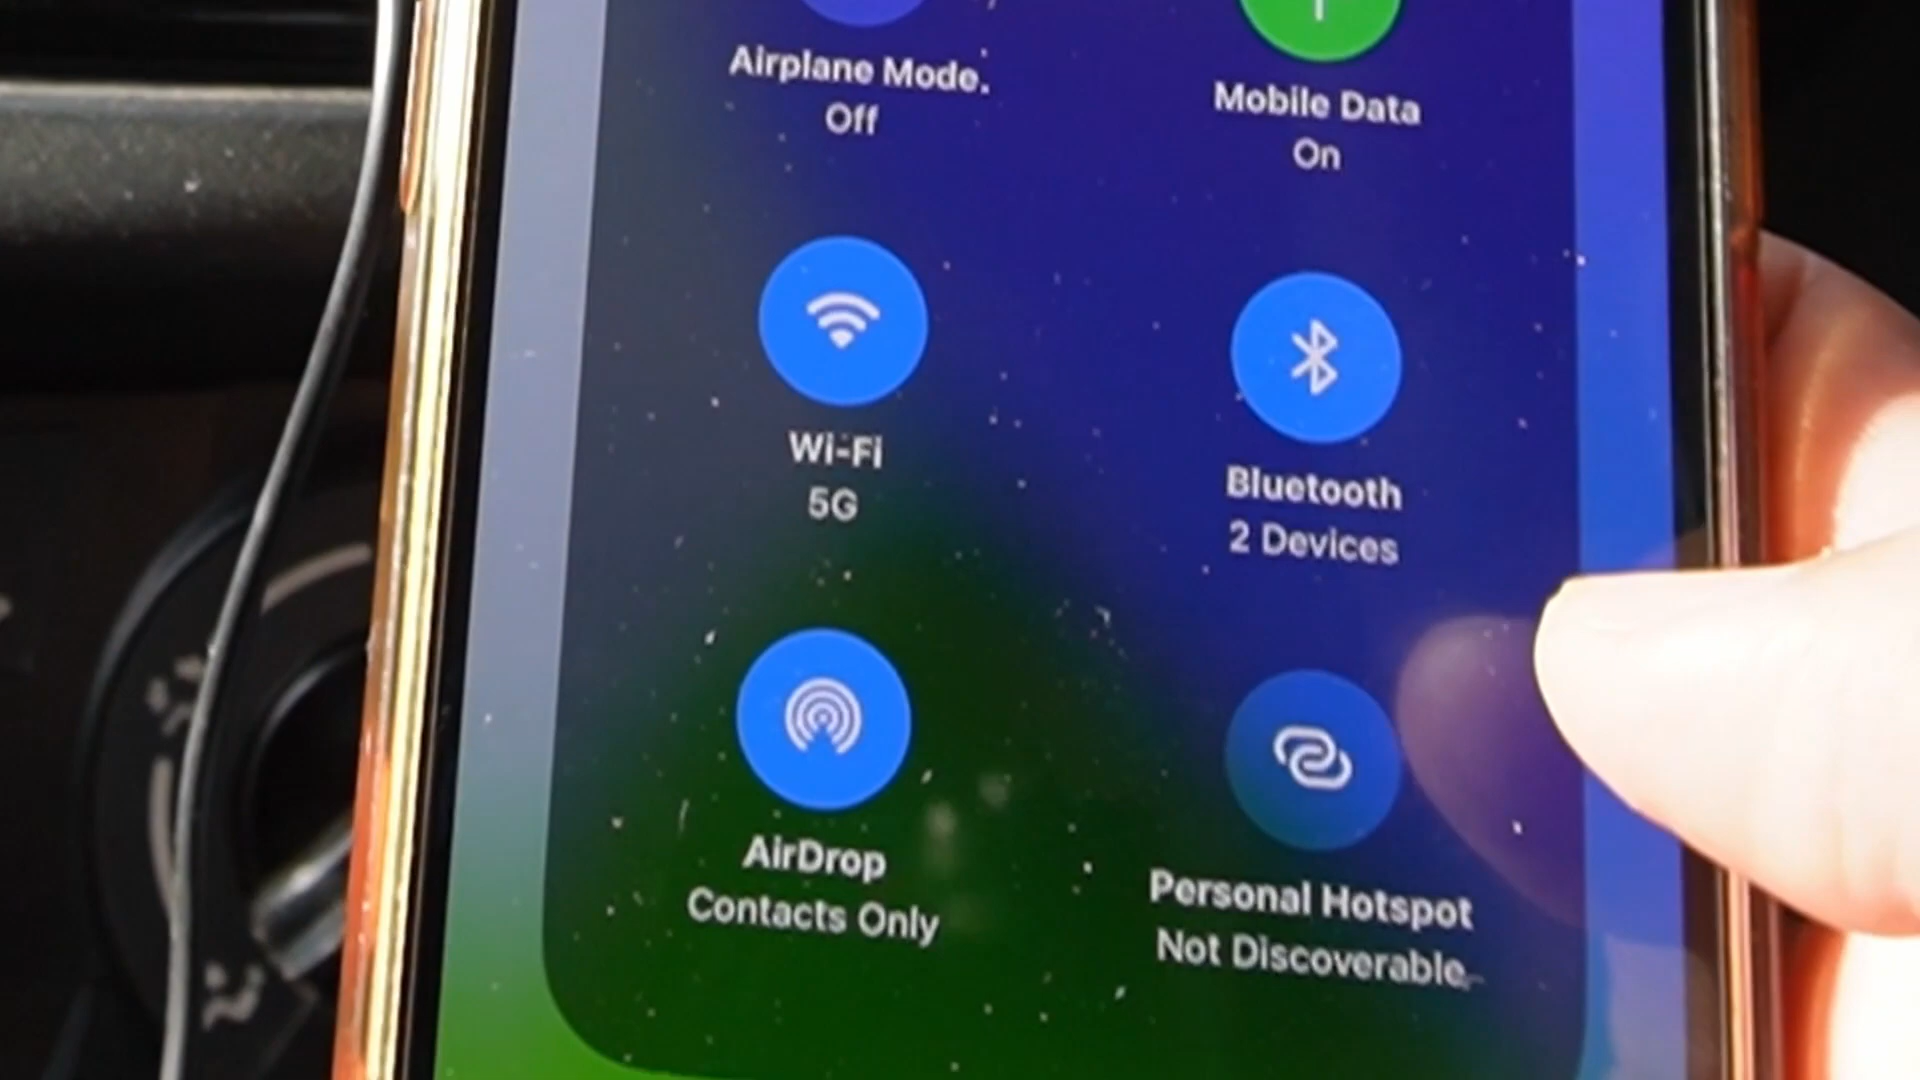 Airplane Mode.
Off
Mobile Data
On
Wi-Fi
5G
Bluetooth
2 Devices
AirDrop
Contacts Only
Personal Hotspot
Not Discoverable